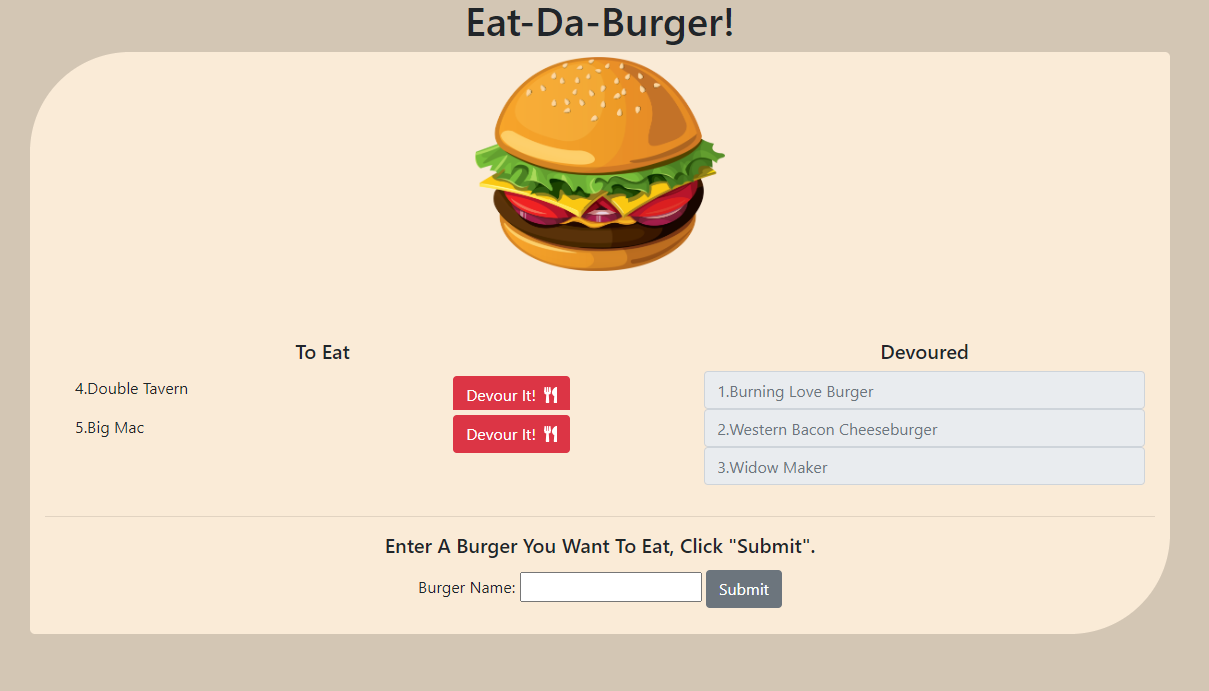 Eat-Da-Burger!
To Eat
4.Double Tavern
Devour It!
5.Big Mac
Devour It!
Devoured
1.Burning Love Burger
2.Western Bacon Cheeseburger
3.Widow Maker
Enter A Burger You Want To Eat, Click "Submit".
Burger Name:
Submit